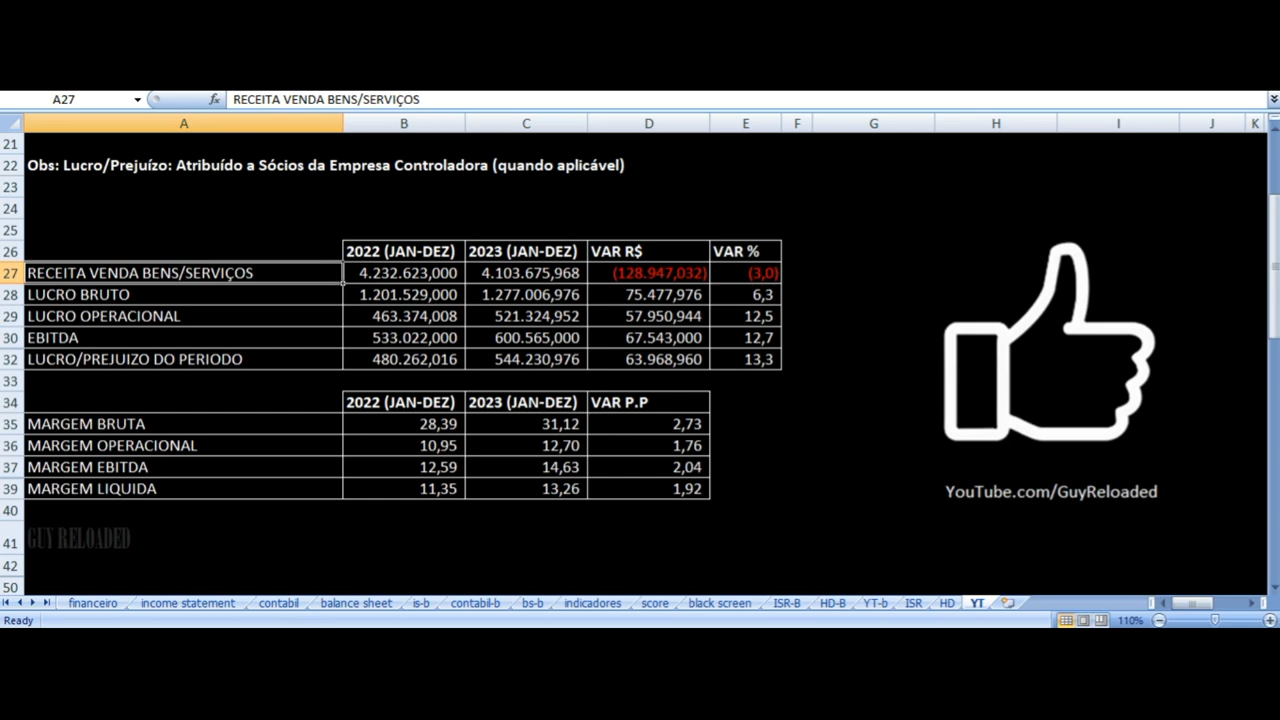 A27 fx RECEITA VENDA BENS/SERVIÇOS
A B C D E F G H I J K
21
22 Obs: Lucro/Prejuízo: Atribuído a Sócios da Empresa Controladora (quando aplicável)
23
24
25
26 2022 (JAN-DEZ) 2023 (JAN-DEZ) VAR R$ VAR %
27 RECEITA VENDA BENS/SERVIÇOS 4.232.623,000 4.103.675,968 (128.947,032) (3,0)
28 LUCRO BRUTO 1.201.529,000 1.277.006,976 75.477,976 6,3
29 LUCRO OPERACIONAL 463.374,008 521.324,952 57.950,944 12,5
30 EBITDA 533.022,000 600.565,000 67.543,000 12,7
32 LUCRO/PREJUIZO DO PERIODO 480.262,016 544.230,976 63.968,960 13,3
33
34 2022 (JAN-DEZ) 2023 (JAN-DEZ) VAR P.P
35 MARGEM BRUTA 28,39 31,12 2,73
36 MARGEM OPERACIONAL 10,95 12,70 1,76
37 MARGEM EBITDA 12,59 14,63 2,04
39 MARGEM LIQUIDA 11,35 13,26 1,92
YouTube.com/GuyReloaded
40
41 GUY RELOADED
42
50
financeiro income statement contabil balance sheet is-b contabil-b bs-b indicadores score black screen ISR-B HD-B YT-b ISR HD YT
Ready 110%